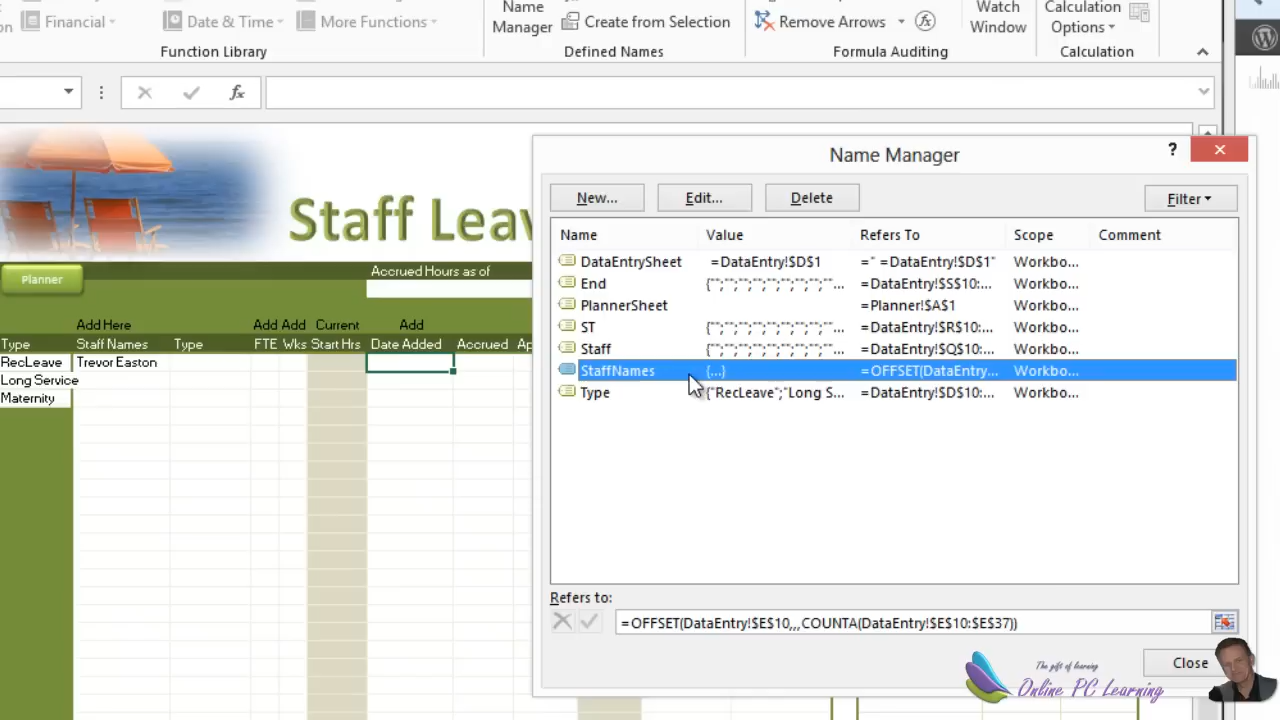 Financial
Date & Time
More Functions
Name
Manager
Create from Selection
Remove Arrows
Watch
Window
Calculation
Options
Function Library
Defined Names
Formula Auditing
Calculation
fx
Name Manager
?
New...
Edit...
Delete
Filter
Name Value Refers To Scope Comment
DataEntrySheet =DataEntry!$D$1 =" =DataEntry!$D$1" Workbo...
End {"";"";"";"";"";"";"";""... =DataEntry!$S$10:... Workbo...
PlannerSheet =Planner!$A$1 Workbo...
ST {"";"";"";"";"";"";"";""... =DataEntry!$R$10:... Workbo...
Staff {"";"";"";"";"";"";"";""... =DataEntry!$Q$10:... Workbo...
StaffNames {...} =OFFSET(DataEntry... Workbo...
Type {"RecLeave";"Long S... =DataEntry!$D$10:... Workbo...
Refers to:
=OFFSET(DataEntry!$E$10,,,COUNTA(DataEntry!$E$10:$E$37))
Close
Staff Leav
Planner
Accrued Hours as of
Add Here Add Add Current Add
Type Staff Names Type FTE Wks Start Hrs Date Added Accrued Ap
RecLeave Trevor Easton
Long Service
Maternity
The gift of learning
Online PC Learning